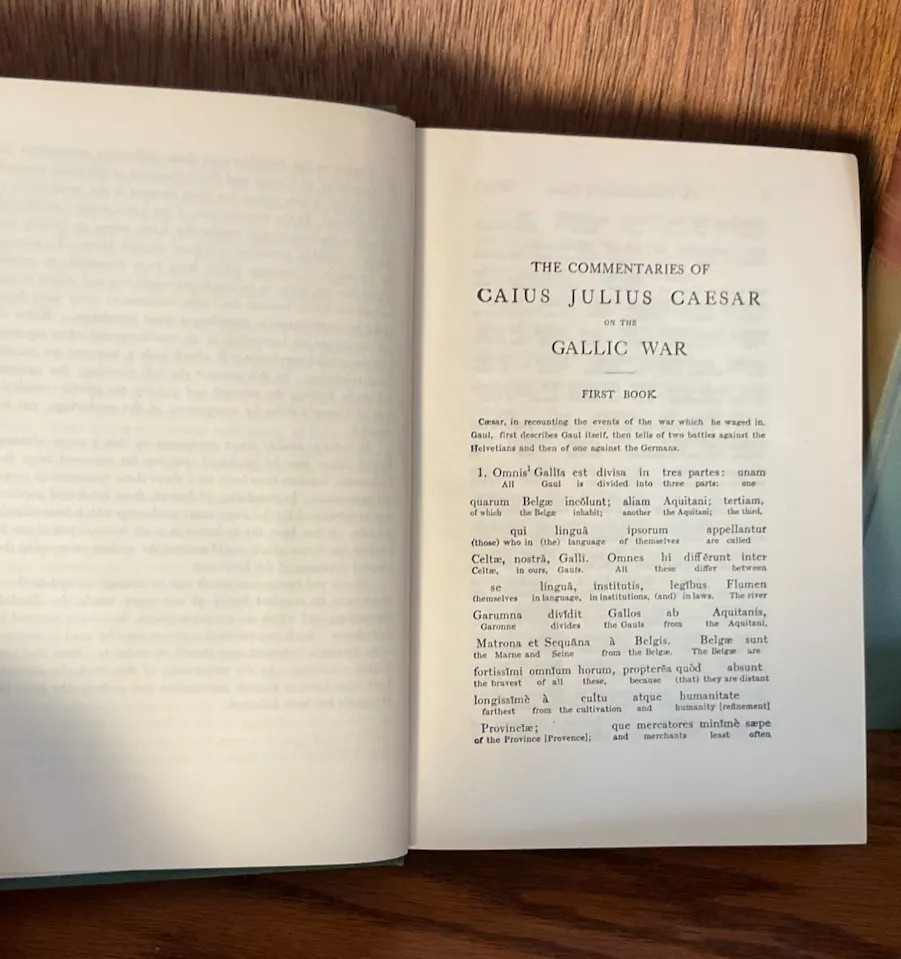 THE COMMENTARIES OF
CAIUS JULIUS CAESAR
ON THE
GALLIC WAR
FIRST BOOK
Cæsar, in recounting the events of the war which he waged in
Gaul, first describes Gaul itself, then tells of two battles against the
Helvetians and then of one against the Germans.
1. Omnis¹ Gallĭa est divīsa in tres partes: unam
All Gaul is divided into three parts: one
quarum Belgæ incŏlunt; aliam Aquitani; tertiam,
of which the Belgæ inhabit; another the Aquitani; the third,
qui linguâ ipsorum appellantur
(those) who in (the) language of themselves are called
Celtæ, nostrâ, Galli. Omnes hi diffĕrunt inter
Celtæ, in ours, Gauls. All these differ between
se linguâ, institutis, legĭbus Flumen
themselves in language, in institutions, (and) in laws. The river
Garumna divĭdit Gallos ab Aquitanis,
Garonne divides the Gauls from the Aquitani,
Matrona et Sequăna à Belgis. Belgæ sunt
the Marne and Seine from the Belgæ. The Belgæ are
fortissĭmi omnĭum horum, propterĕa quòd absunt
the bravest of all these, because (that) they are distant
longissĭmè à cultu atque humanitate
farthest from the cultivation and humanity [refinement]
Provincĭæ; que mercatores minĭmè sæpe
of the Province [Provence]; and merchants least often